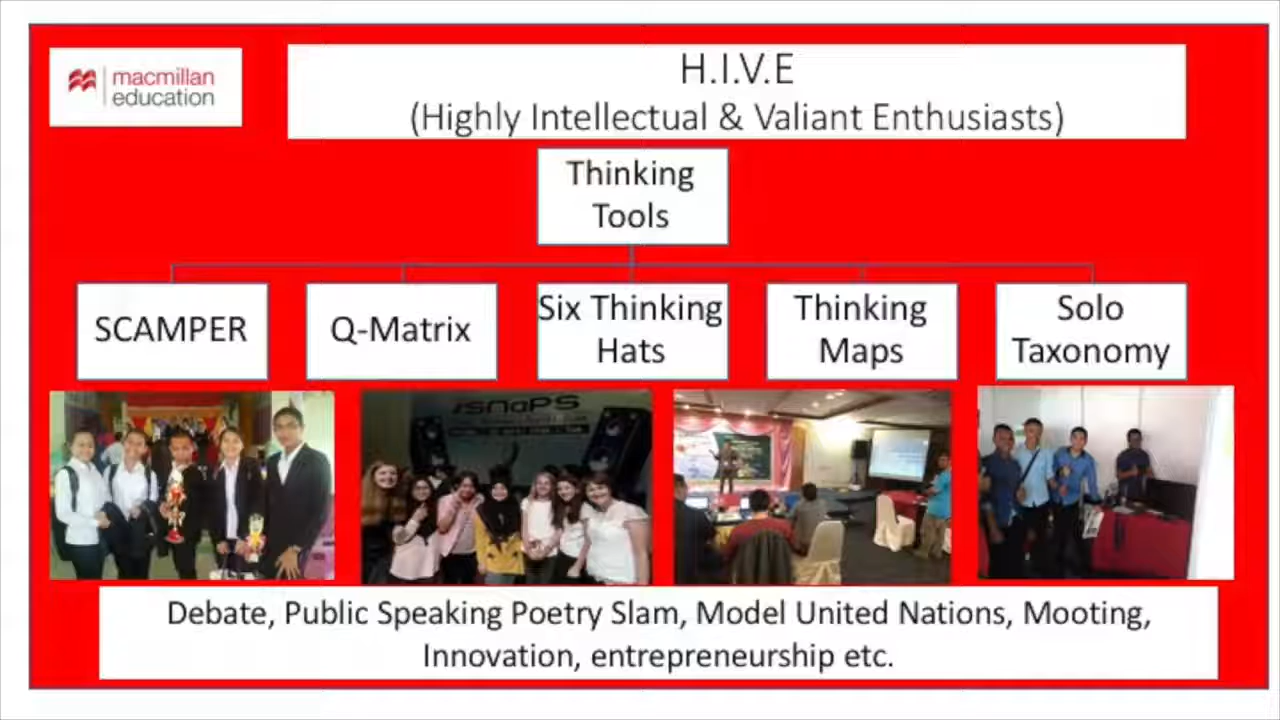 macmillan
education
H.I.V.E
(Highly Intellectual & Valiant Enthusiasts)
Thinking
Tools
SCAMPER
Q-Matrix
Six Thinking
Hats
Thinking
Maps
Solo
Taxonomy
Debate, Public Speaking Poetry Slam, Model United Nations, Mooting,
Innovation, entrepreneurship etc.